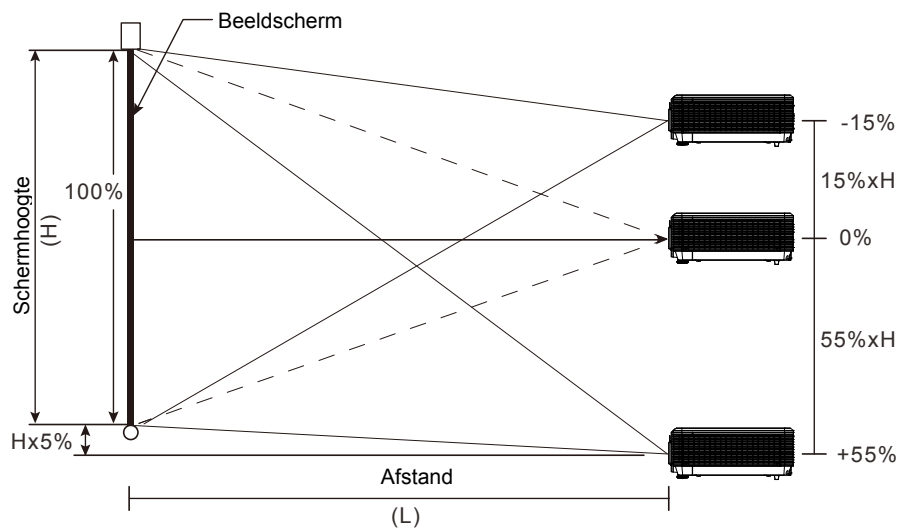 Beeldscherm
-15%
15%xH
Schermhoogte
(H)
100%
0%
55%xH
Hx5%
+55%
Afstand
(L)